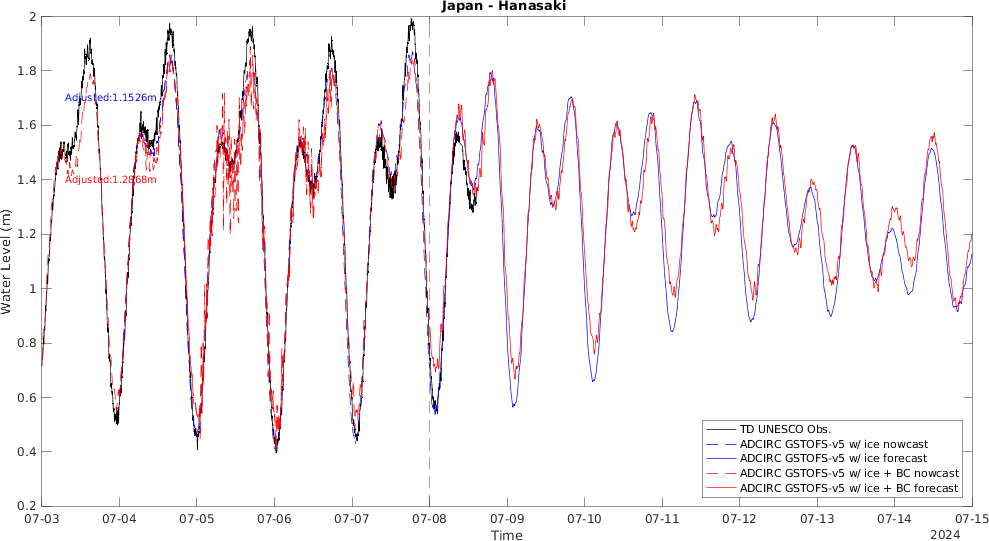 Japan - Hanasaki
2
1.8
1.6
1.4
1.2
1
0.8
0.6
0.4
0.2
Water Level (m)
Adjusted:1.1526m
Adjusted:1.2868m
TD UNESCO Obs.
ADCIRC GSTOFS-v5 w/ ice nowcast
ADCIRC GSTOFS-v5 w/ ice forecast
ADCIRC GSTOFS-v5 w/ ice + BC nowcast
ADCIRC GSTOFS-v5 w/ ice + BC forecast
07-03 07-04 07-05 07-06 07-07 07-08 07-09 07-10 07-11 07-12 07-13 07-14 07-15
Time
2024